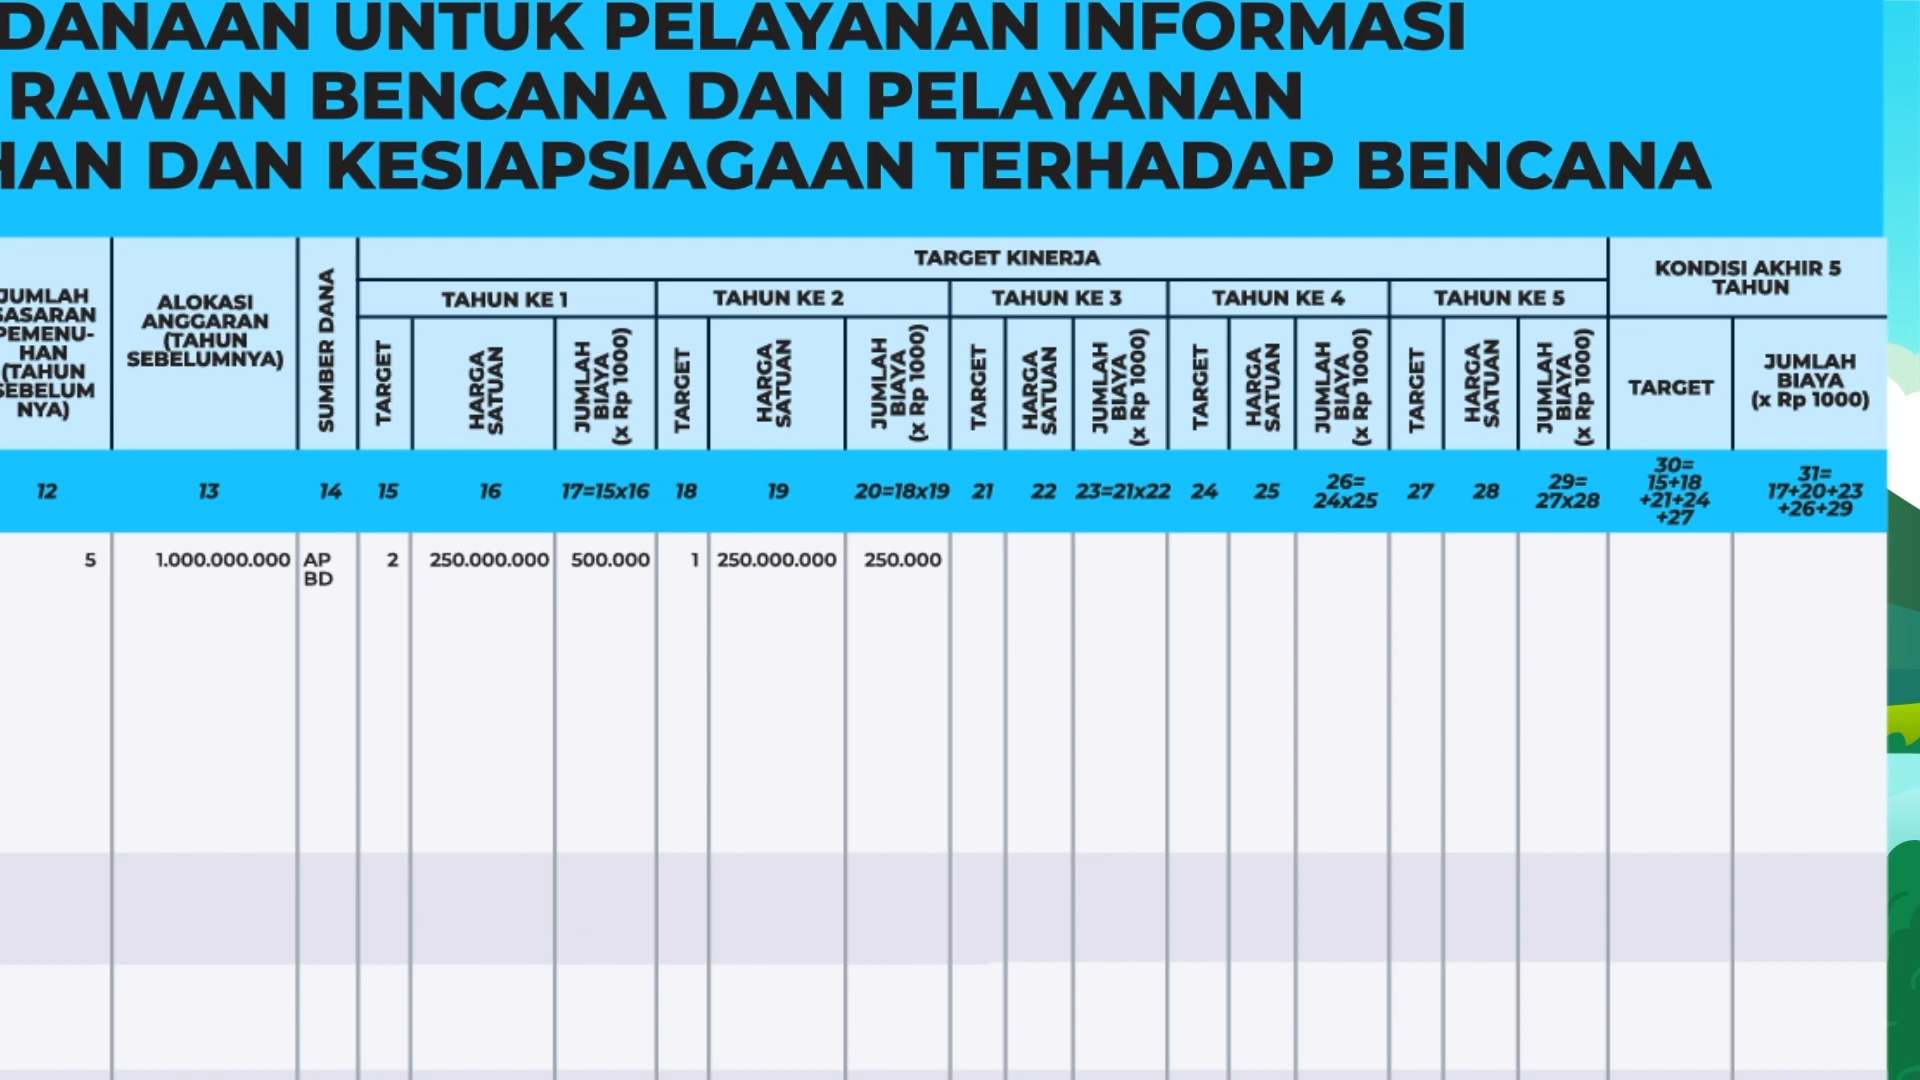 DANAAN UNTUK PELAYANAN INFORMASI
RAWAN BENCANA DAN PELAYANAN
HAN DAN KESIAPSIAGAAN TERHADAP BENCANA
JUMLAH
SASARAN
PEMENU-
HAN
(TAHUN
SEBELUM
NYA)
ALOKASI
ANGGARAN
(TAHUN
SEBELUMNYA)
SUMBER DANA
TARGET KINERJA
KONDISI AKHIR 5
TAHUN
TAHUN KE 1
TAHUN KE 2
TAHUN KE 3
TAHUN KE 4
TAHUN KE 5
TARGET
HARGA
SATUAN
JUMLAH
BIAYA
(x Rp 1000)
TARGET
HARGA
SATUAN
JUMLAH
BIAYA
(x Rp 1000)
TARGET
HARGA
SATUAN
JUMLAH
BIAYA
(x Rp 1000)
TARGET
HARGA
SATUAN
JUMLAH
BIAYA
(x Rp 1000)
TARGET
HARGA
SATUAN
JUMLAH
BIAYA
(x Rp 1000)
TARGET
JUMLAH
BIAYA
(x Rp 1000)
12
13
14
15
16
17=15x16
18
19
20=18x19
21
22
23=21x22
24
25
26=
24x25
27
28
29=
27x28
30=
15+18
+21+24
+27
31=
17+20+23
+26+29
5
1.000.000.000
AP
BD
2
250.000.000
500.000
1
250.000.000
250.000